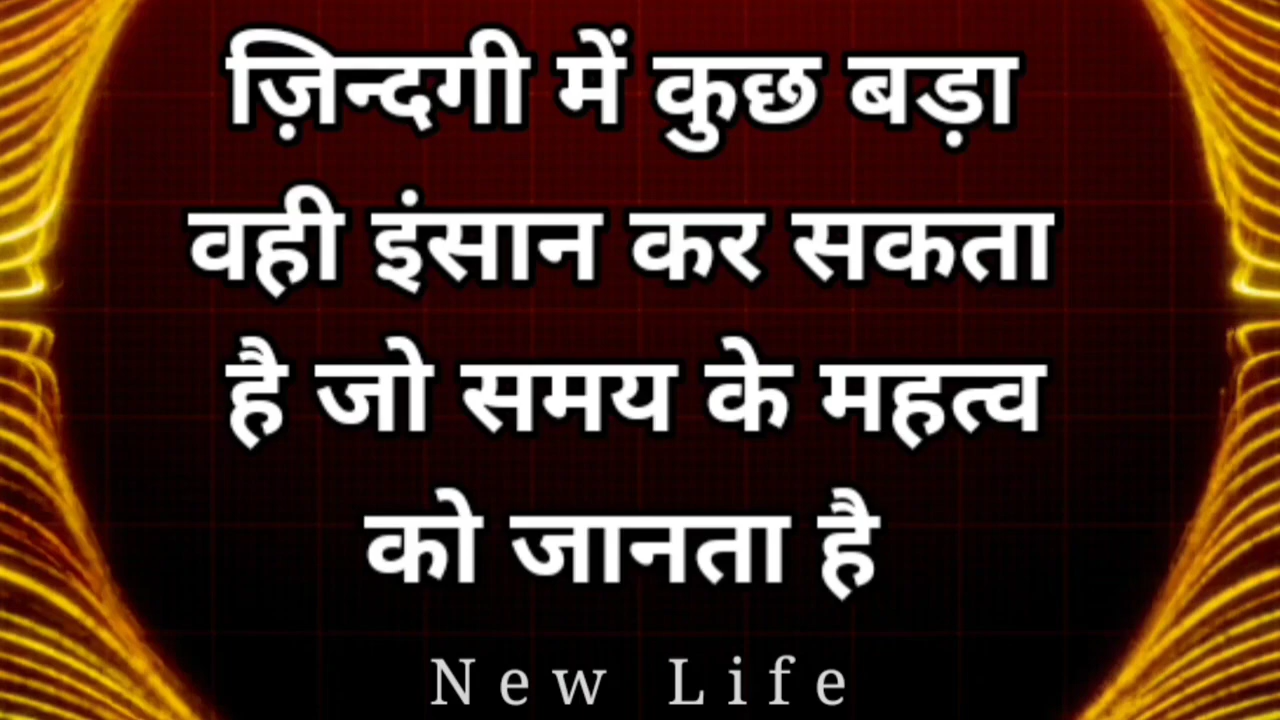 ज़िन्दगी में कुछ बड़ा
वही इंसान कर सकता
है जो समय के महत्व
को जानता है
New Life